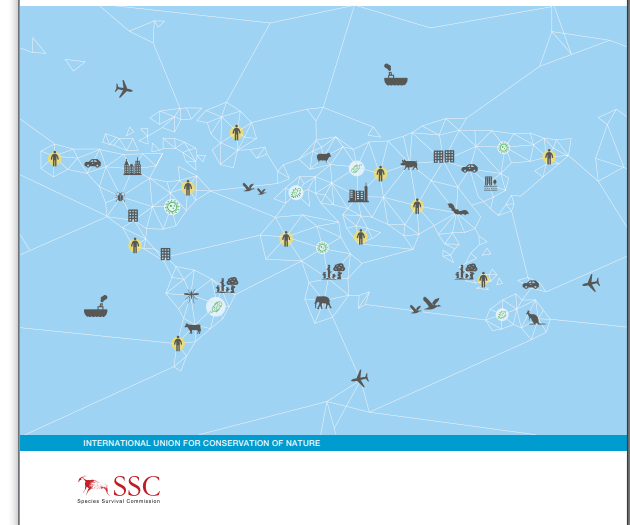 INTERNATIONAL UNION FOR CONSERVATION OF NATURE
SSC
Species Survival Commission